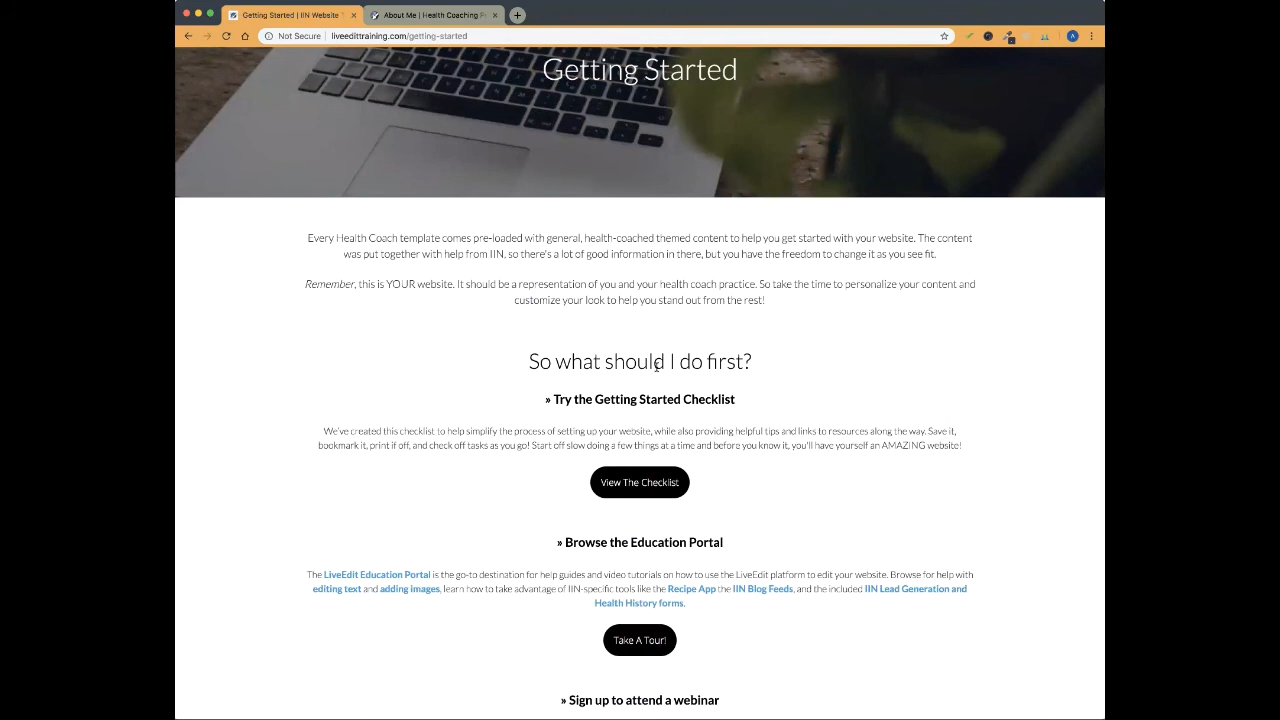 Getting Started | IIN Website
About Me | Health Coaching P
Not Secure | liveedittraining.com/getting-started
Getting Started
Every Health Coach template comes pre-loaded with general, health-coached themed content to help you get started with your website. The content
was put together with help from IIN, so there's a lot of good information in there, but you have the freedom to change it as you see fit.
Remember, this is YOUR website. It should be a representation of you and your health coach practice. So take the time to personalize your content and
customize your look to help you stand out from the rest!
So what should I do first?
» Try the Getting Started Checklist
We've created this checklist to help simplify the process of setting up your website, while also providing helpful tips and links to resources along the way. Save it,
bookmark it, print if off, and check off tasks as you go! Start off slow doing a few things at a time and before you know it, you'll have yourself an AMAZING website!
View The Checklist
» Browse the Education Portal
The LiveEdit Education Portal is the go-to destination for help guides and video tutorials on how to use the LiveEdit platform to edit your website. Browse for help with
editing text and adding images, learn how to take advantage of IIN-specific tools like the Recipe App the IIN Blog Feeds, and the included IIN Lead Generation and
Health History forms.
Take A Tour!
» Sign up to attend a webinar